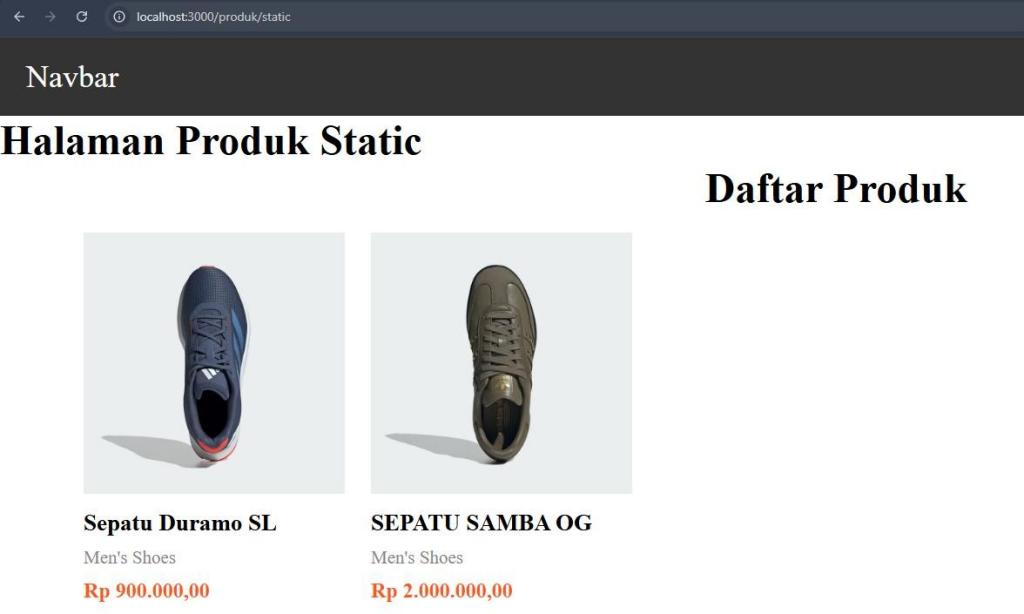 localhost:3000/produk/static
Navbar
Halaman Produk Static
Daftar Produk
Sepatu Duramo SL
SEPATU SAMBA OG
Men's Shoes
Men's Shoes
Rp 900.000,00
Rp 2.000.000,00